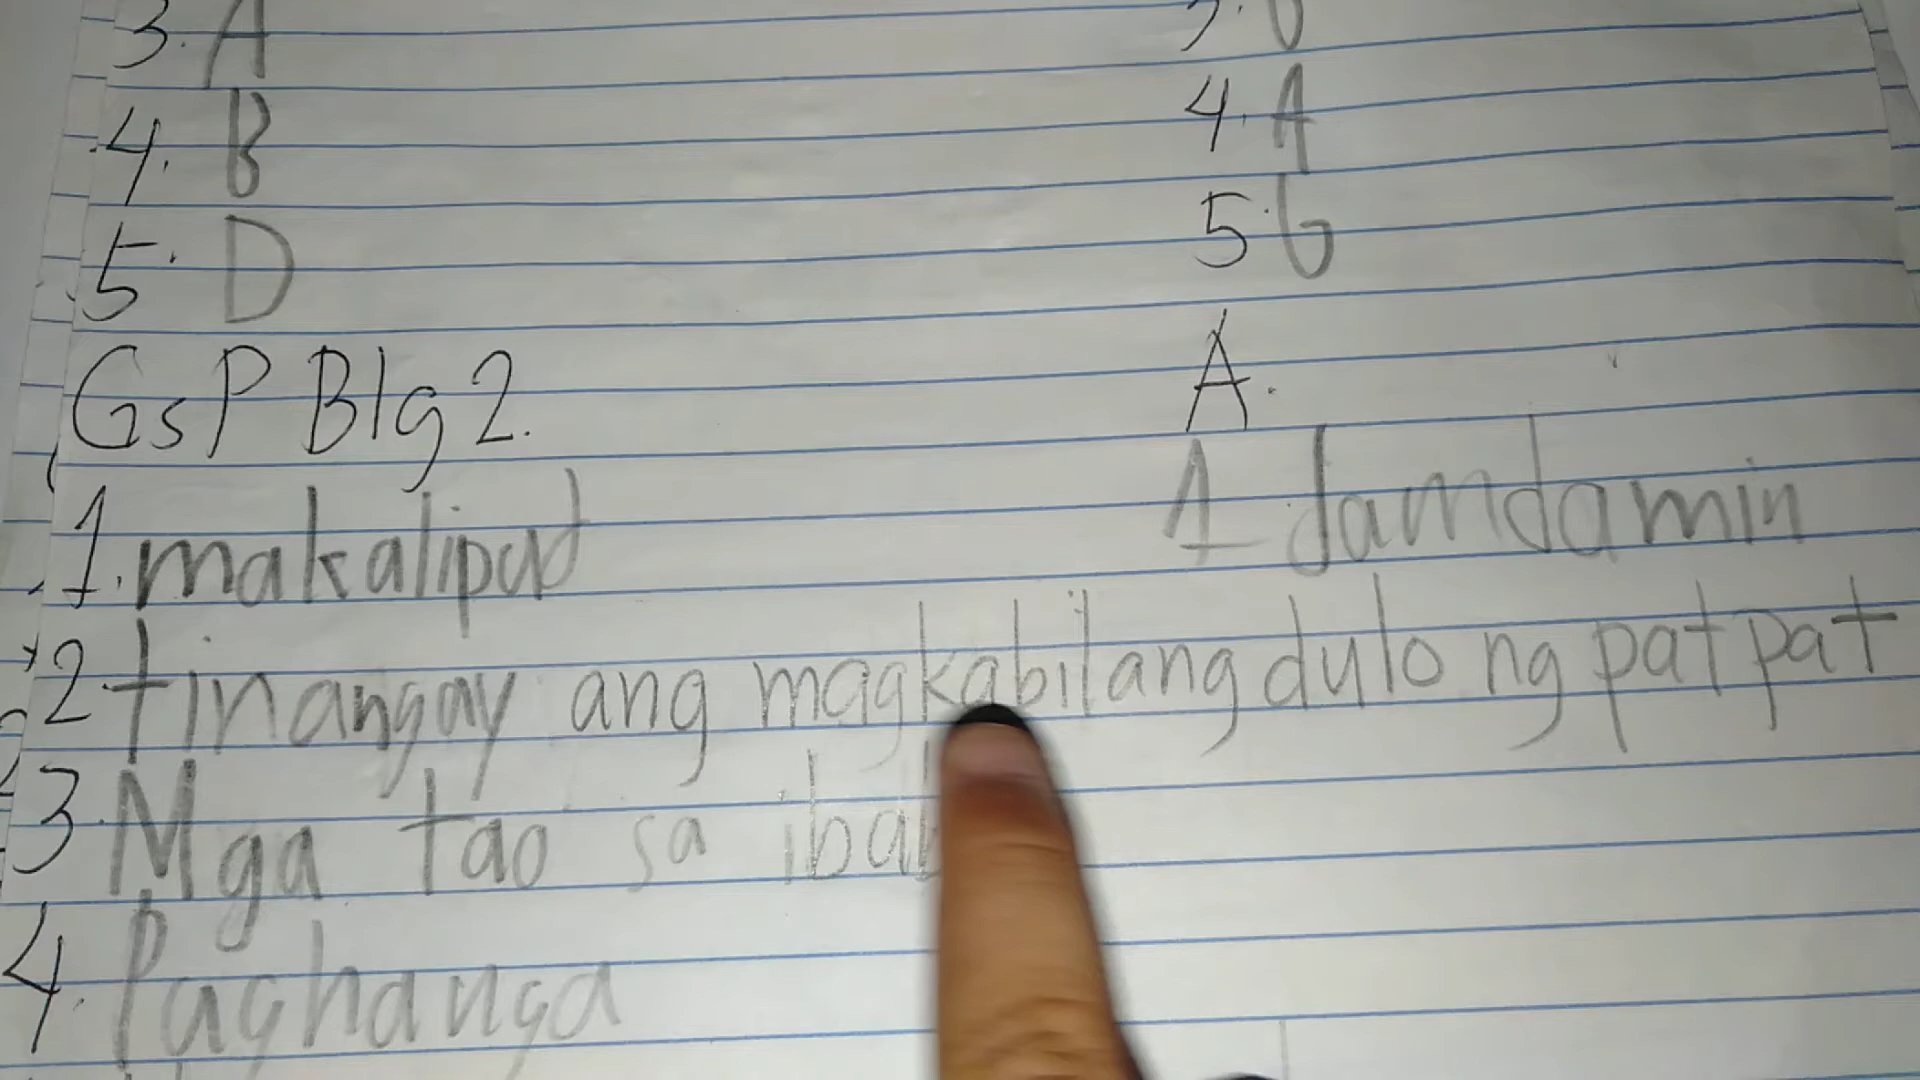 3. A
4. B
5. D
4. A
5. G
GsP Blg 2.
1. makalipad
2 tinangay ang magkabilang dulo ng patpat
3. Mga tao sa
4. Paghanga
A.
1 damdamin